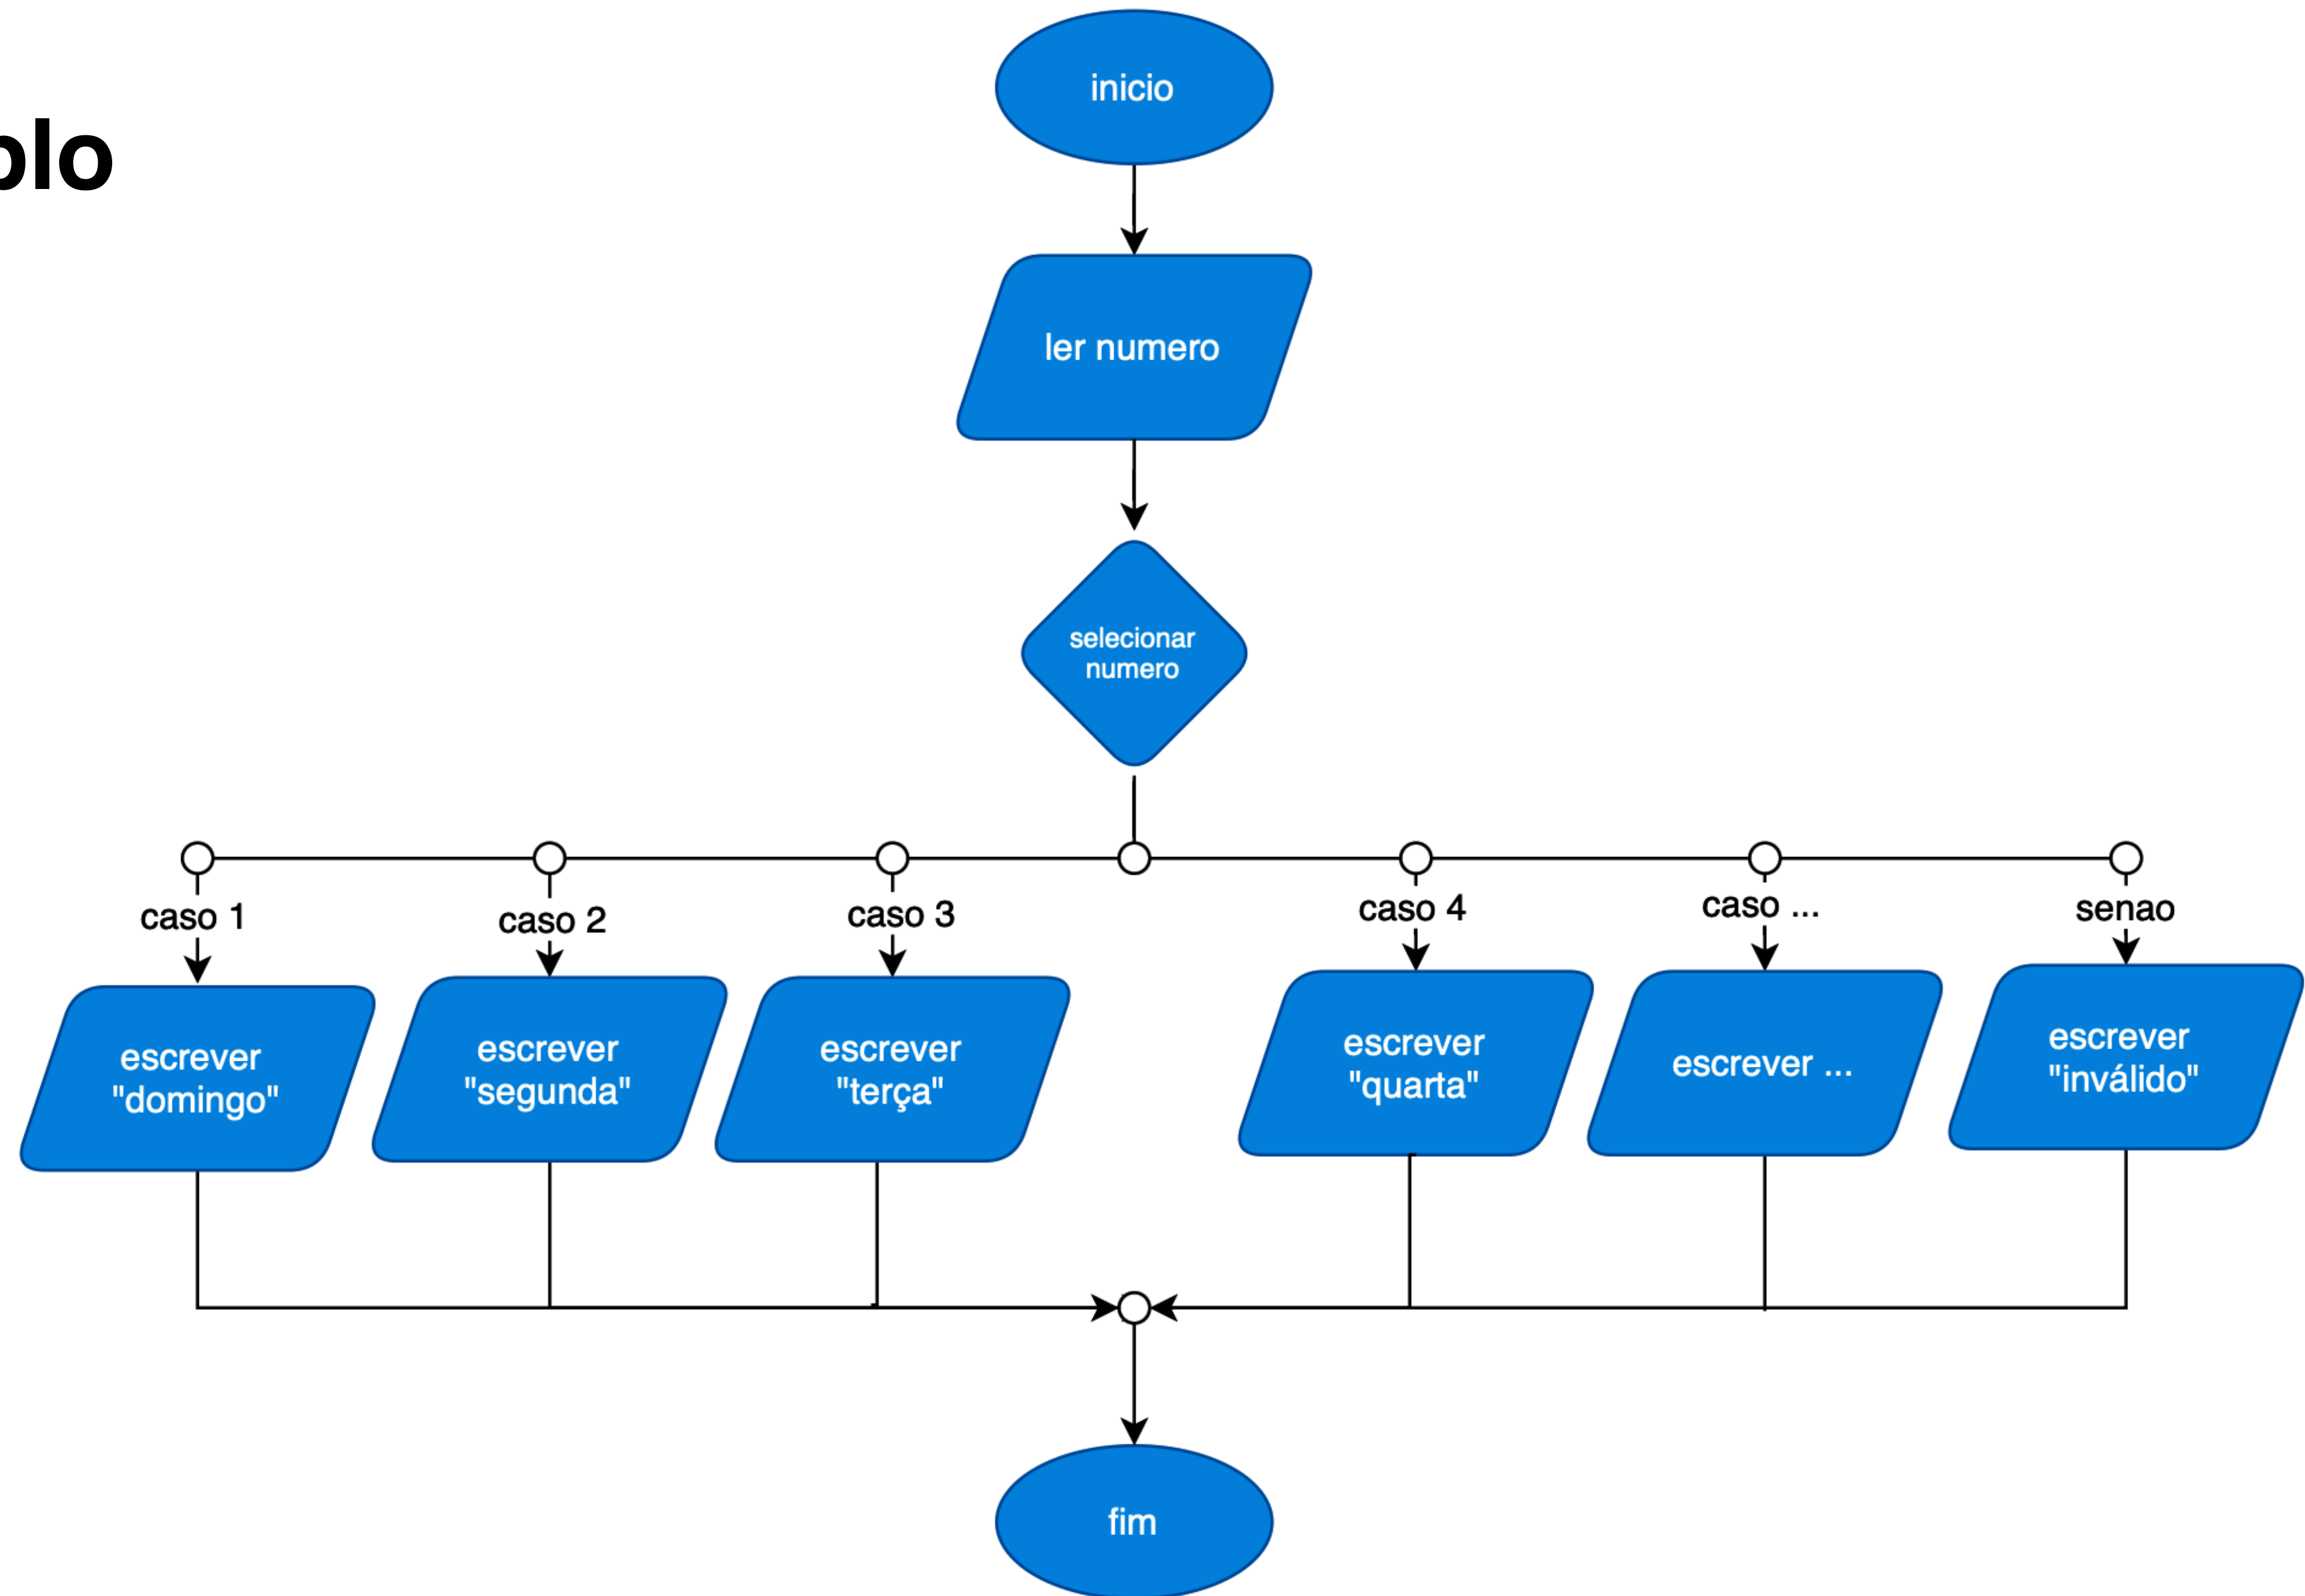 inicio
plo
ler numero
selecionar
numero
caso 1
caso 2
caso 3
caso 4
caso ...
senao
escrever
"domingo"
escrever
"segunda"
escrever
"terça"
escrever
"quarta"
escrever ...
escrever
"inválido"
fim